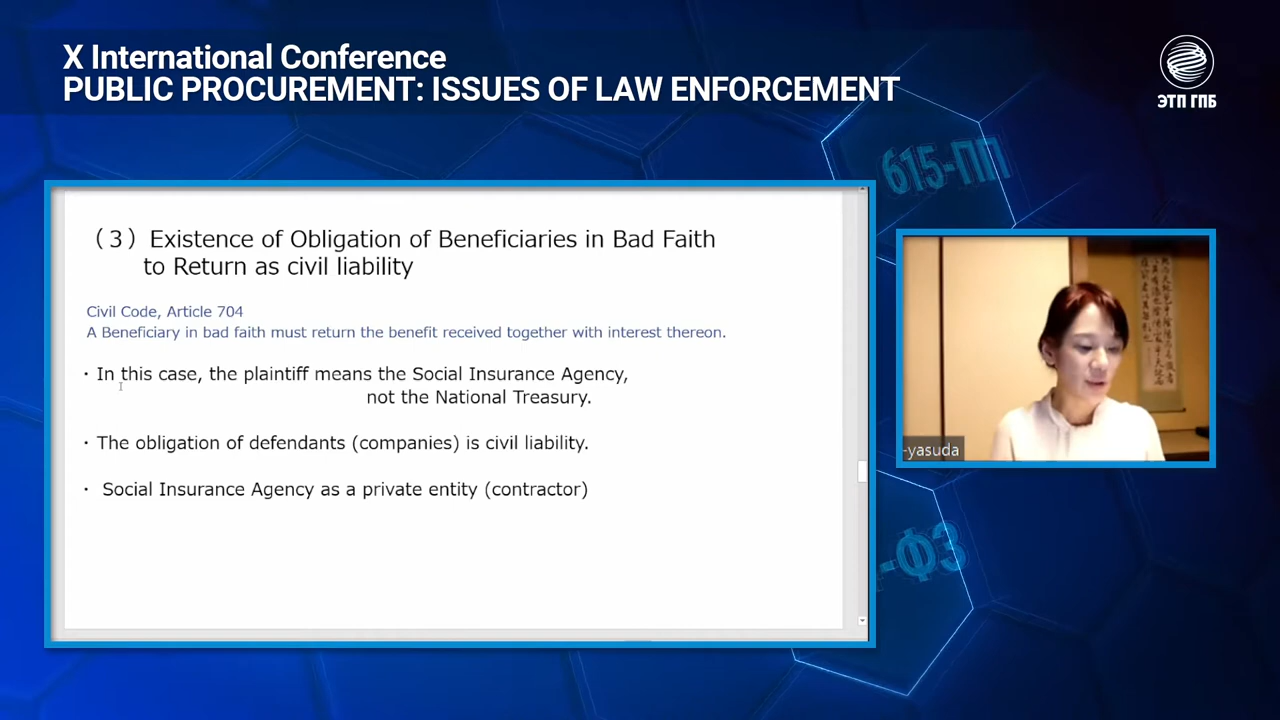 X International Conference
PUBLIC PROCUREMENT: ISSUES OF LAW ENFORCEMENT
ЭТП ГПБ
615-ПП
（3）Existence of Obligation of Beneficiaries in Bad Faith
to Return as civil liability
Civil Code, Article 704
A Beneficiary in bad faith must return the benefit received together with interest thereon.
・In this case, the plaintiff means the Social Insurance Agency,
not the National Treasury.
・The obligation of defendants (companies) is civil liability.
・ Social Insurance Agency as a private entity (contractor)
-yasuda
-ФЗ